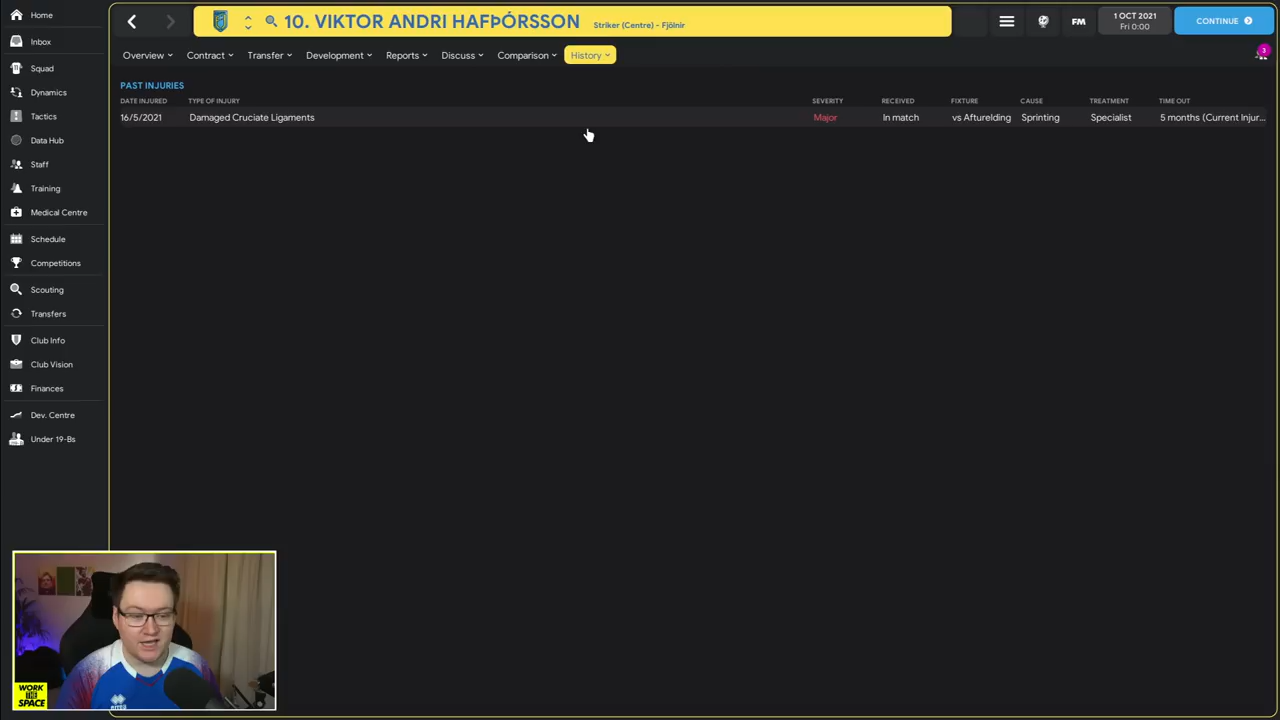 Home
10. VIKTOR ANDRI HAFÞÓRSSON
Striker (Centre) - Fjölnir
FM
1 OCT 2021
Fri 0:00
CONTINUE
Inbox
Overview
Contract
Transfer
Development
Reports
Discuss
Comparison
History
3
Squad
Dynamics
Tactics
Data Hub
Staff
Training
Medical Centre
Schedule
Competitions
Scouting
Transfers
Club Info
Club Vision
Finances
Dev. Centre
Under 19-Bs
PAST INJURIES
DATE INJURED TYPE OF INJURY SEVERITY RECEIVED FIXTURE CAUSE TREATMENT TIME OUT
16/5/2021 Damaged Cruciate Ligaments Major In match vs Afturelding Sprinting Specialist 5 months (Current Injur...
WORK
THE
SPACE